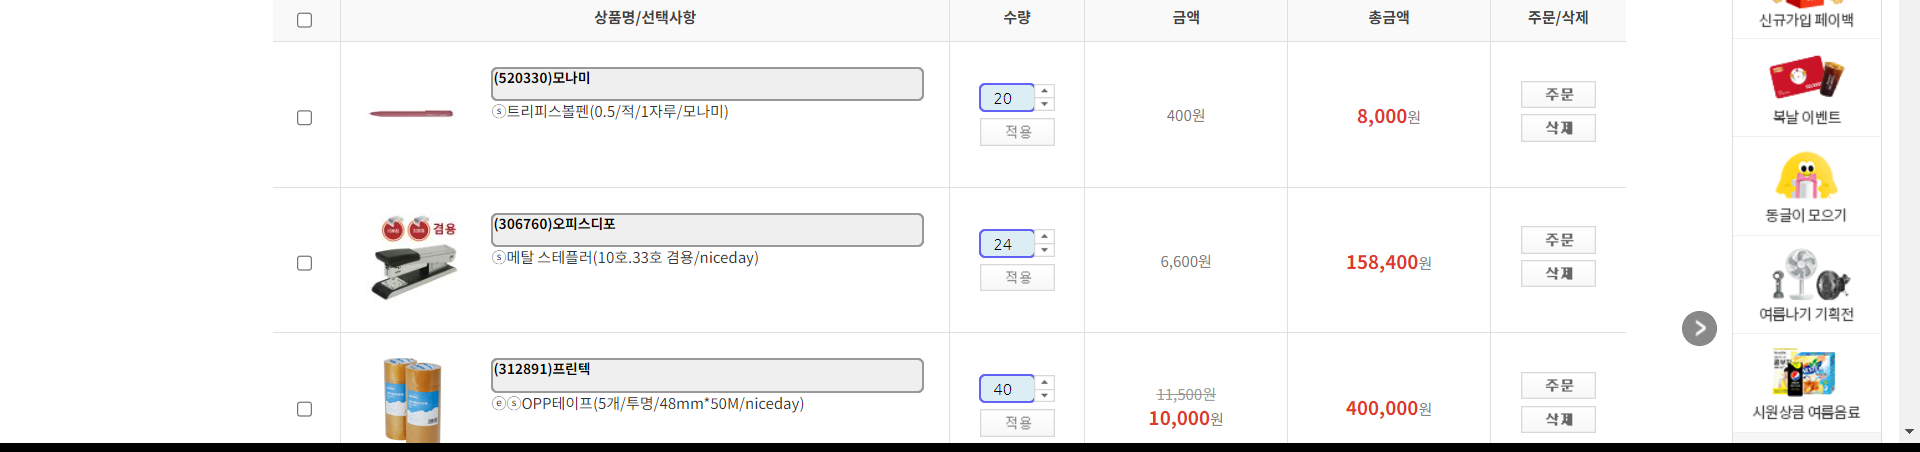 상품명/선택사항 수량 금액 총금액 주문/삭제
(520330)모나미
ⓢ트리피스볼펜(0.5/적/1자루/모나미)
20
적용
400원
8,000원
주문
삭제
겸용
(306760)오피스디포
ⓢ메탈 스테플러(10호.33호 겸용/niceday)
24
적용
6,600원
158,400원
주문
삭제
(312891)프린텍
ⓔⓢOPP테이프(5개/투명/48mm*50M/niceday)
40
적용
11,500원
10,000원
400,000원
주문
삭제
신규가입 페이백
복날 이벤트
동글이 모으기
여름나기 기획전
시원상큼 여름음료